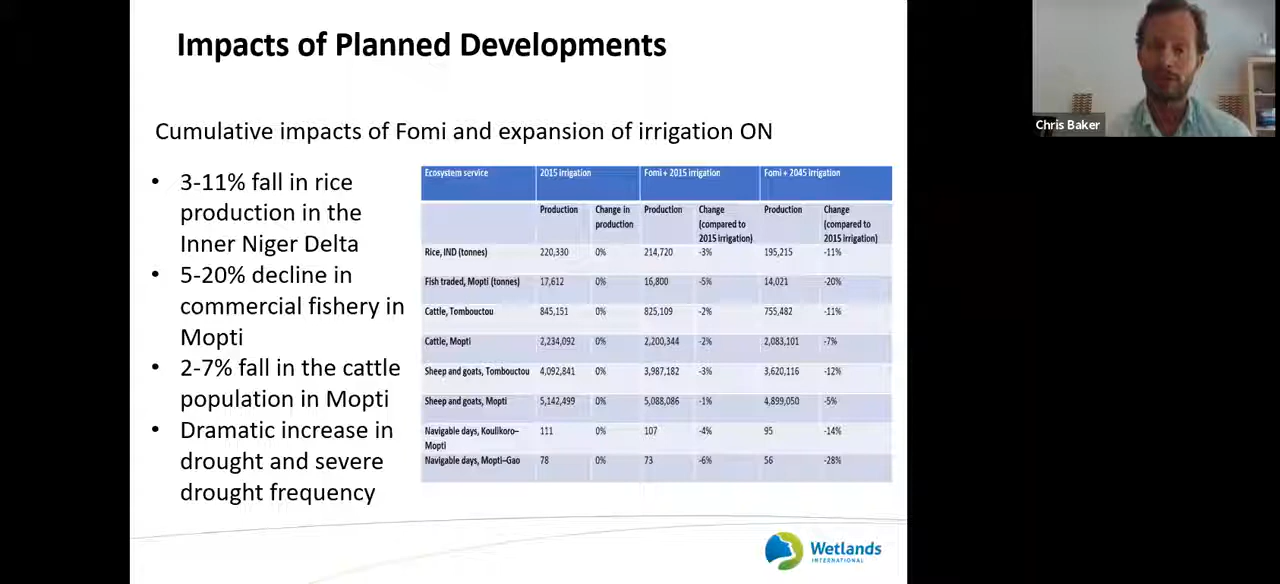 Impacts of Planned Developments
Chris Baker
Cumulative impacts of Fomi and expansion of irrigation ON
• 3-11% fall in rice
production in the
Inner Niger Delta
• 5-20% decline in
commercial fishery in
Mopti
• 2-7% fall in the cattle
population in Mopti
• Dramatic increase in
drought and severe
drought frequency
Ecosystem service 2015 irrigation Fomi + 2015 irrigation Fomi + 2045 irrigation
Production Change in Production Change Production Change
production (compared to (compared to
2015 irrigation) 2015 irrigation)
Rice, IND (tonnes) 220,330 0% 214,720 -3% 195,215 -11%
Fish traded, Mopti (tonnes) 17,612 0% 16,800 -5% 14,021 -20%
Cattle, Tombouctou 845,151 0% 825,109 -2% 755,482 -11%
Cattle, Mopti 2,234,092 0% 2,200,344 -2% 2,083,101 -7%
Sheep and goats, Tombouctou 4,092,841 0% 3,987,182 -3% 3,620,116 -12%
Sheep and goats, Mopti 5,142,499 0% 5,088,086 -1% 4,899,050 -5%
Navigable days, Koulikoro– 111 0% 107 -4% 95 -14%
Mopti
Navigable days, Mopti–Gao 78 0% 73 -6% 56 -28%
Wetlands
INTERNATIONAL